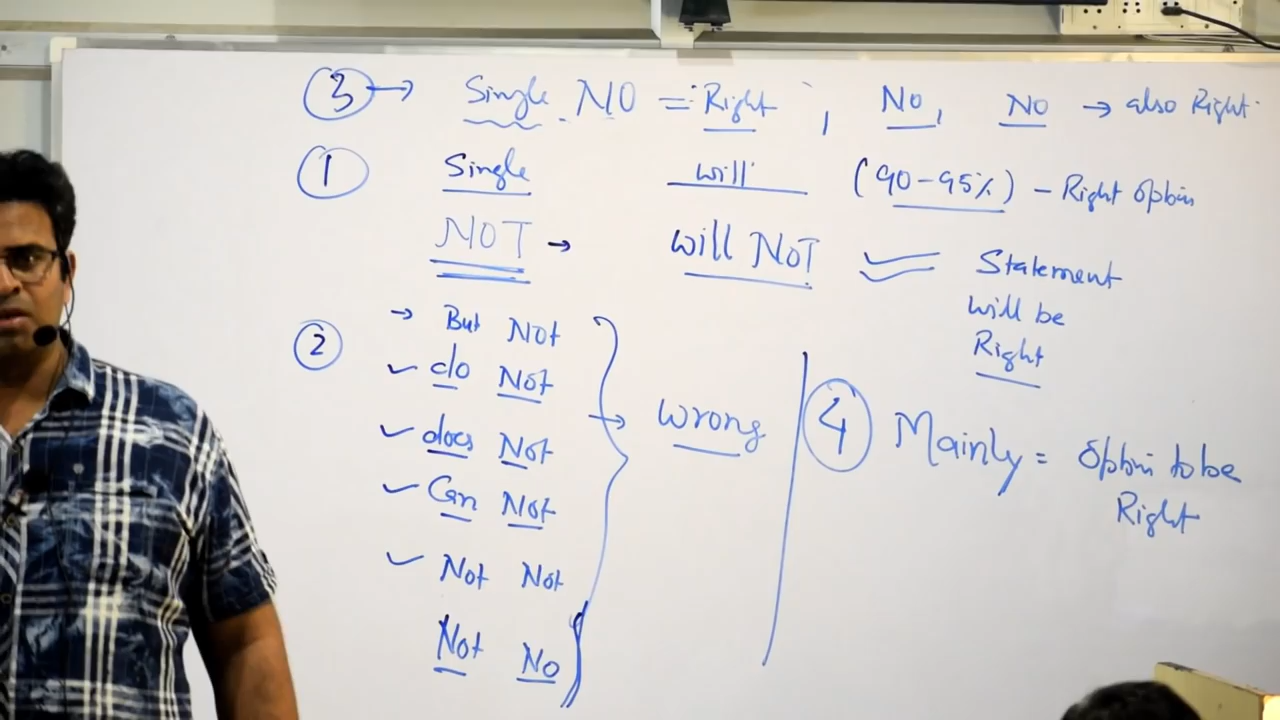 ③ → Single NO = Right , No, No → also Right
① Single will (90-95%) - Right option
NOT → will NOT Statement
will be
Right
② → But Not
✓ do Not
✓ does Not → wrong
✓ Can Not
✓ Not Not
Not No
④ Mainly = option to be
Right